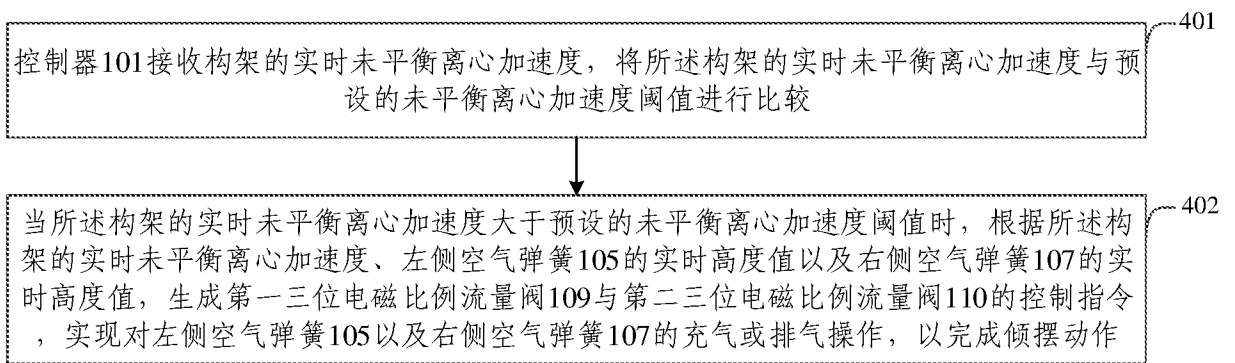 401
控制器101接收构架的实时未平衡离心加速度，将所述构架的实时未平衡离心加速度与预
设的未平衡离心加速度阈值进行比较
402
当所述构架的实时未平衡离心加速度大于预设的未平衡离心加速度阈值时，根据所述构
架的实时未平衡离心加速度、左侧空气弹簧105的实时高度值以及右侧空气弹簧107的实
时高度值，生成第一三位电磁比例流量阀109与第二三位电磁比例流量阀110的控制指令
，实现对左侧空气弹簧105以及右侧空气弹簧107的充气或排气操作，以完成倾摆动作